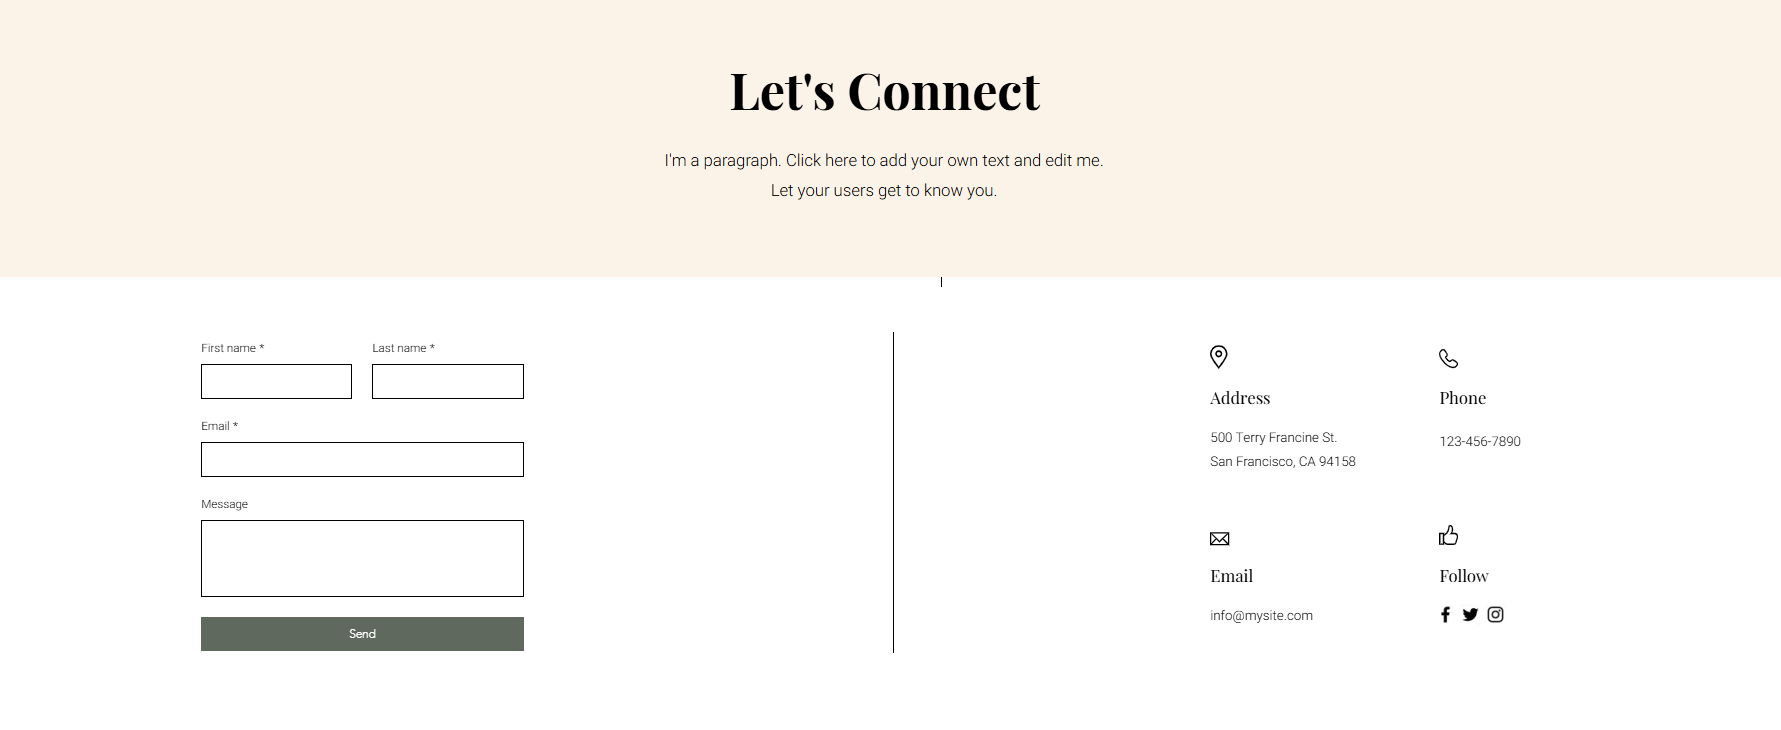 Let's Connect
I'm a paragraph. Click here to add your own text and edit me.
Let your users get to know you.
First name *
Last name *
Email *
Message
Send
Address
500 Terry Francine St.
San Francisco, CA 94158
Phone
123-456-7890
Email
info@mysite.com
Follow